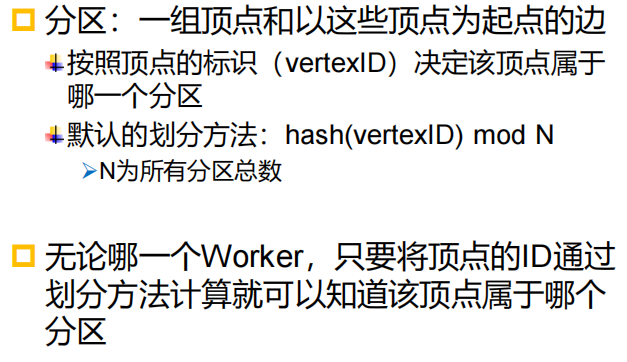 分区：一组顶点和以这些顶点为起点的边
按照顶点的标识（vertexID）决定该顶点属于
哪一个分区
默认的划分方法：hash(vertexID) mod N
N为所有分区总数
无论哪一个Worker，只要将顶点的ID通过
划分方法计算就可以知道该顶点属于哪个
分区